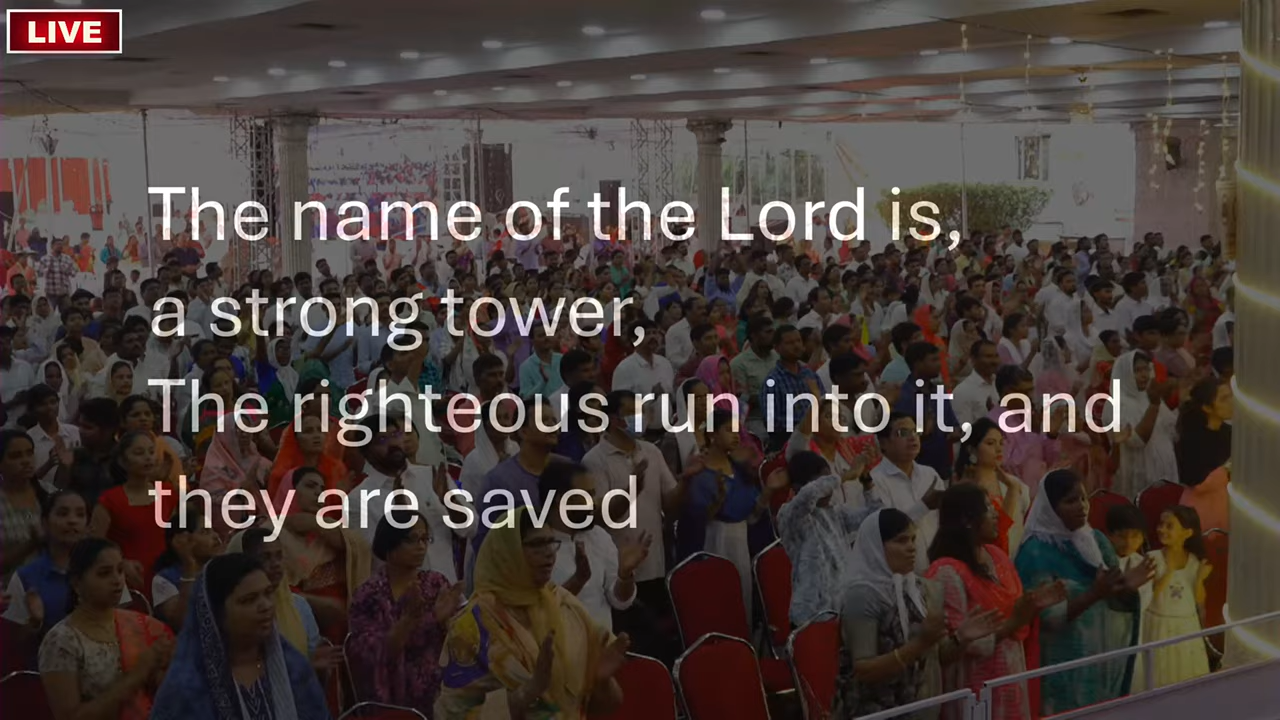 LIVE
The name of the Lord is,
a strong tower,
The righteous run into it, and
they are saved